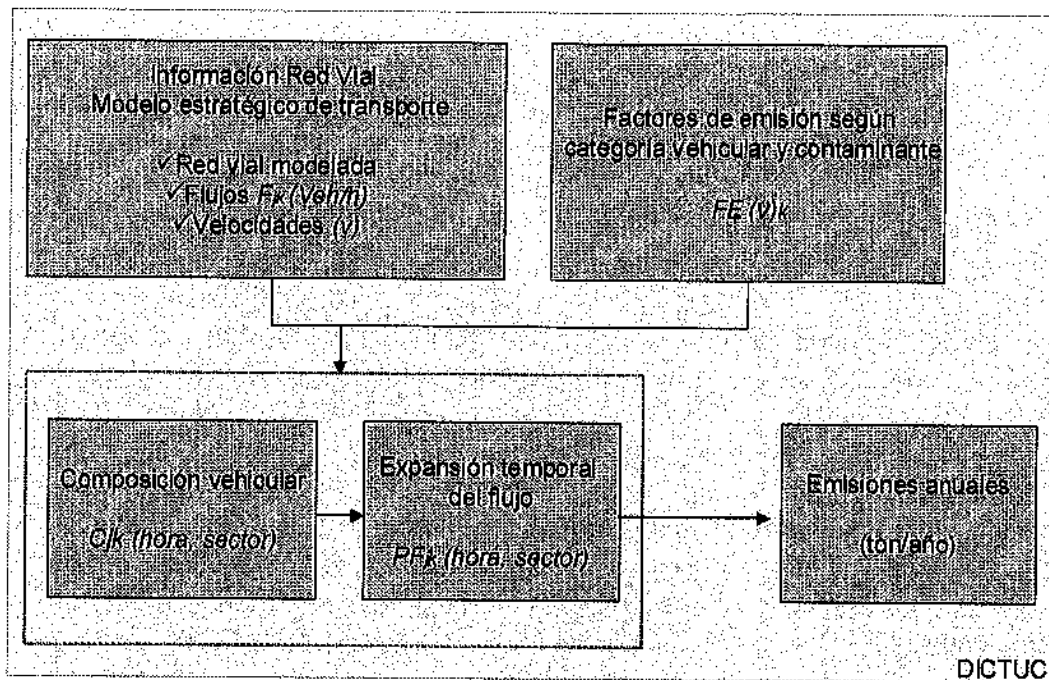 Información Red Vial
Modelo estratégico de transporte
✓Red vial modelada
✓Flujos Fk (Veh/h)
✓Velocidades (v)
Factores de emisión según
categoría vehicular y contaminante
FE (v)k
Composición vehicular
Cjk (hora, sector)
Expansión temporal
del flujo
PFk (hora, sector)
Emisiones anuales
(ton/año)
DICTUC